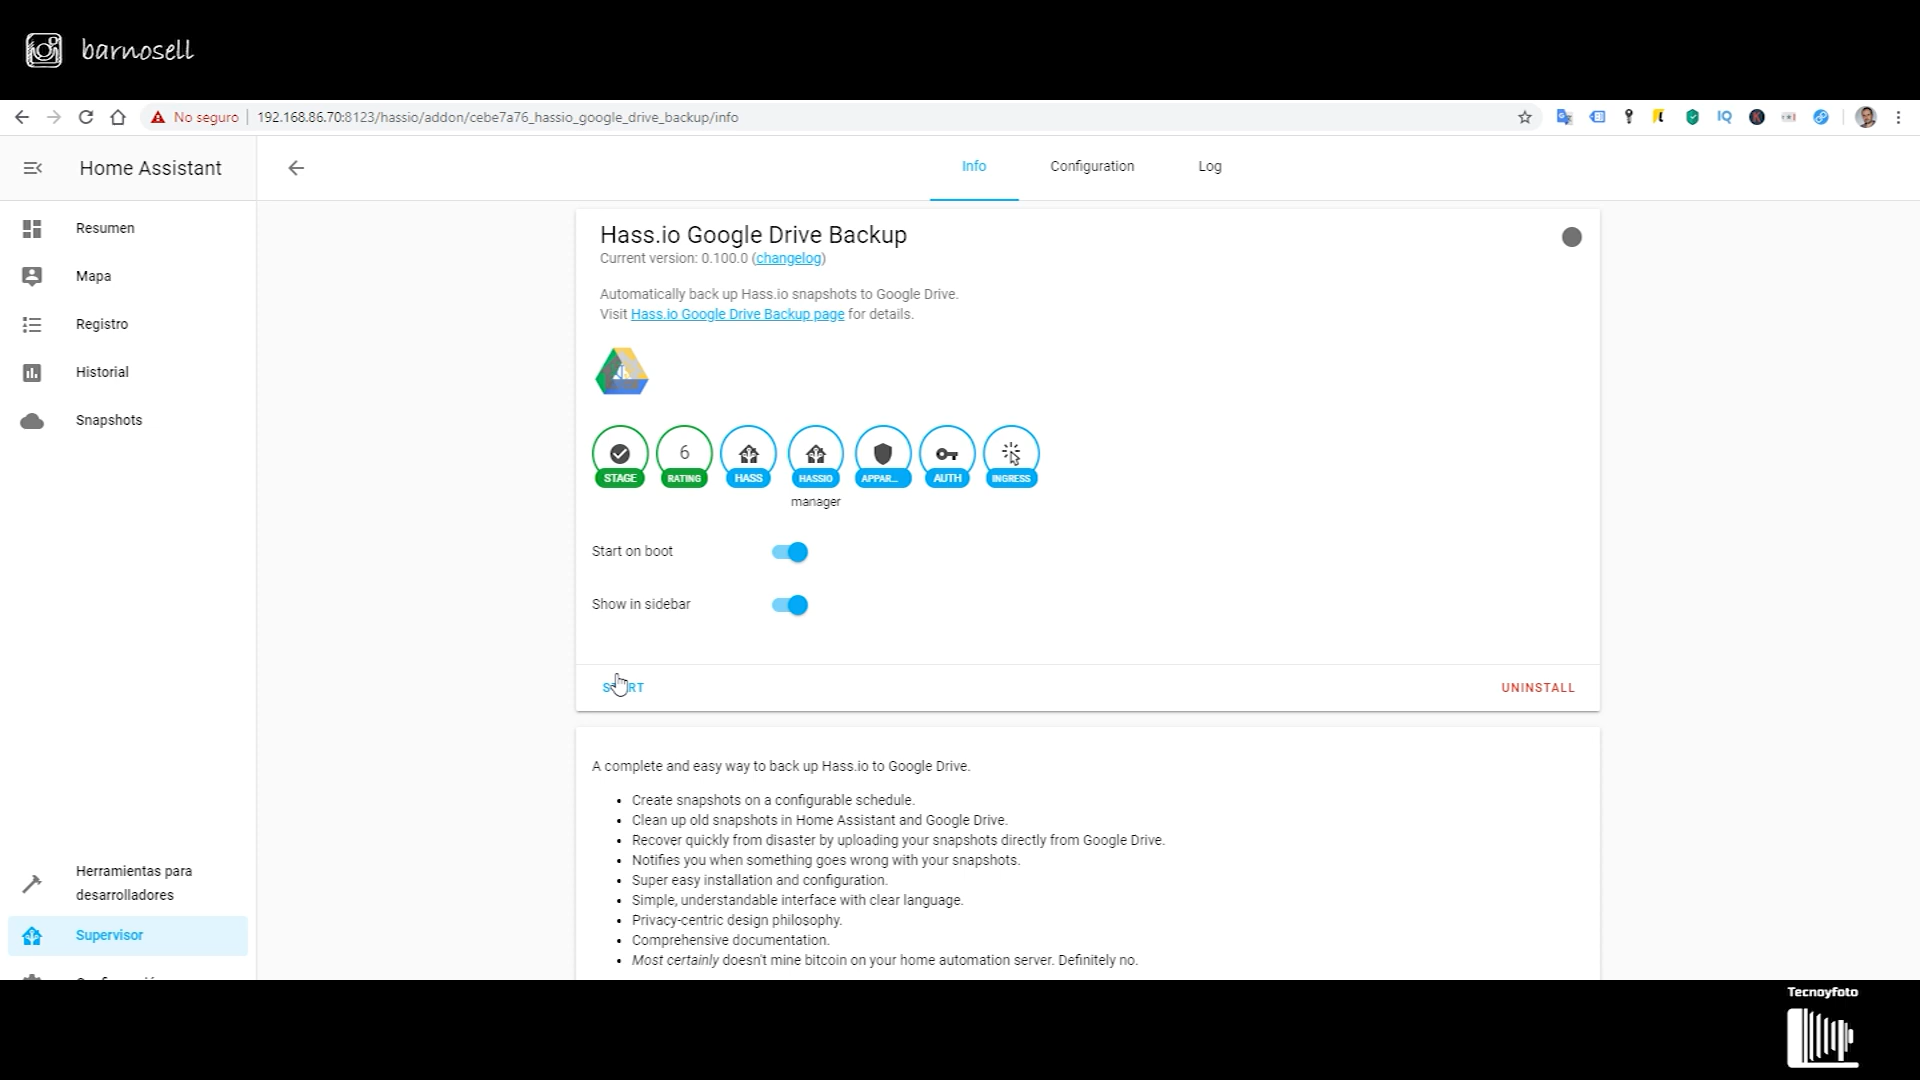 barnosell
No seguro
192.168.86.70:8123/hassio/addon/cebe7a76_hassio_google_drive_backup/info
Home Assistant
Info
Configuration
Log
Resumen
Mapa
Registro
Historial
Snapshots
Herramientas para
desarrolladores
Supervisor
Hass.io Google Drive Backup
Current version: 0.100.0 (changelog)
Automatically back up Hass.io snapshots to Google Drive.
Visit Hass.io Google Drive Backup page for details.
6
STAGE
RATING
HASS
HASSIO
APPAR...
AUTH
INGRESS
manager
Start on boot
Show in sidebar
UNINSTALL
A complete and easy way to back up Hass.io to Google Drive.
• Create snapshots on a configurable schedule.
• Clean up old snapshots in Home Assistant and Google Drive.
• Recover quickly from disaster by uploading your snapshots directly from Google Drive.
• Notifies you when something goes wrong with your snapshots.
• Super easy installation and configuration.
• Simple, understandable interface with clear language.
• Privacy-centric design philosophy.
• Comprehensive documentation.
• Most certainly doesn't mine bitcoin on your home automation server. Definitely no.
Tecnoyfoto